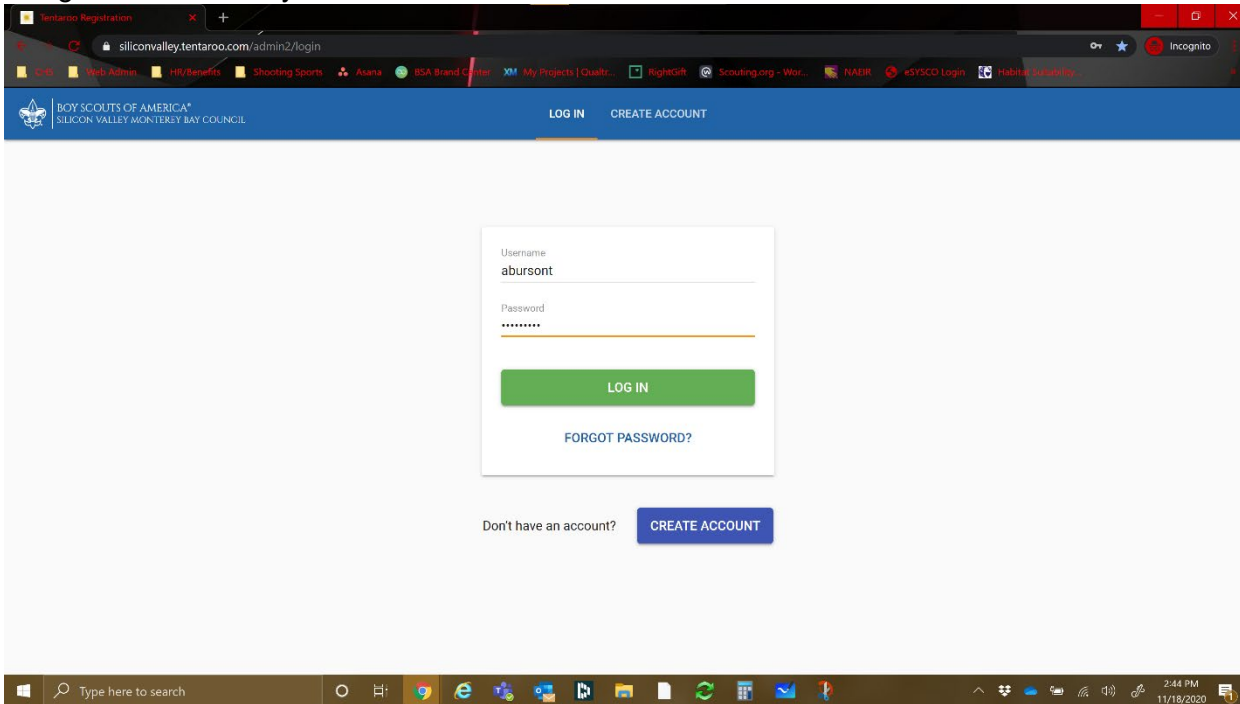 Tentaroo Registration
siliconvalley.tentaroo.com/admin2/login
Incognito
Web Admin HR/Benefits Shooting Sports Asana BSA Brand Center My Projects | Qualtr... RightGift Scouting.org - Wor... NAEIR eSYSCO Login
BOY SCOUTS OF AMERICA®
SILICON VALLEY MONTEREY BAY COUNCIL
LOG IN CREATE ACCOUNT
Username
abursont
Password
•••••••••
LOG IN
FORGOT PASSWORD?
Don't have an account? CREATE ACCOUNT
Type here to search
2:44 PM
11/18/2020